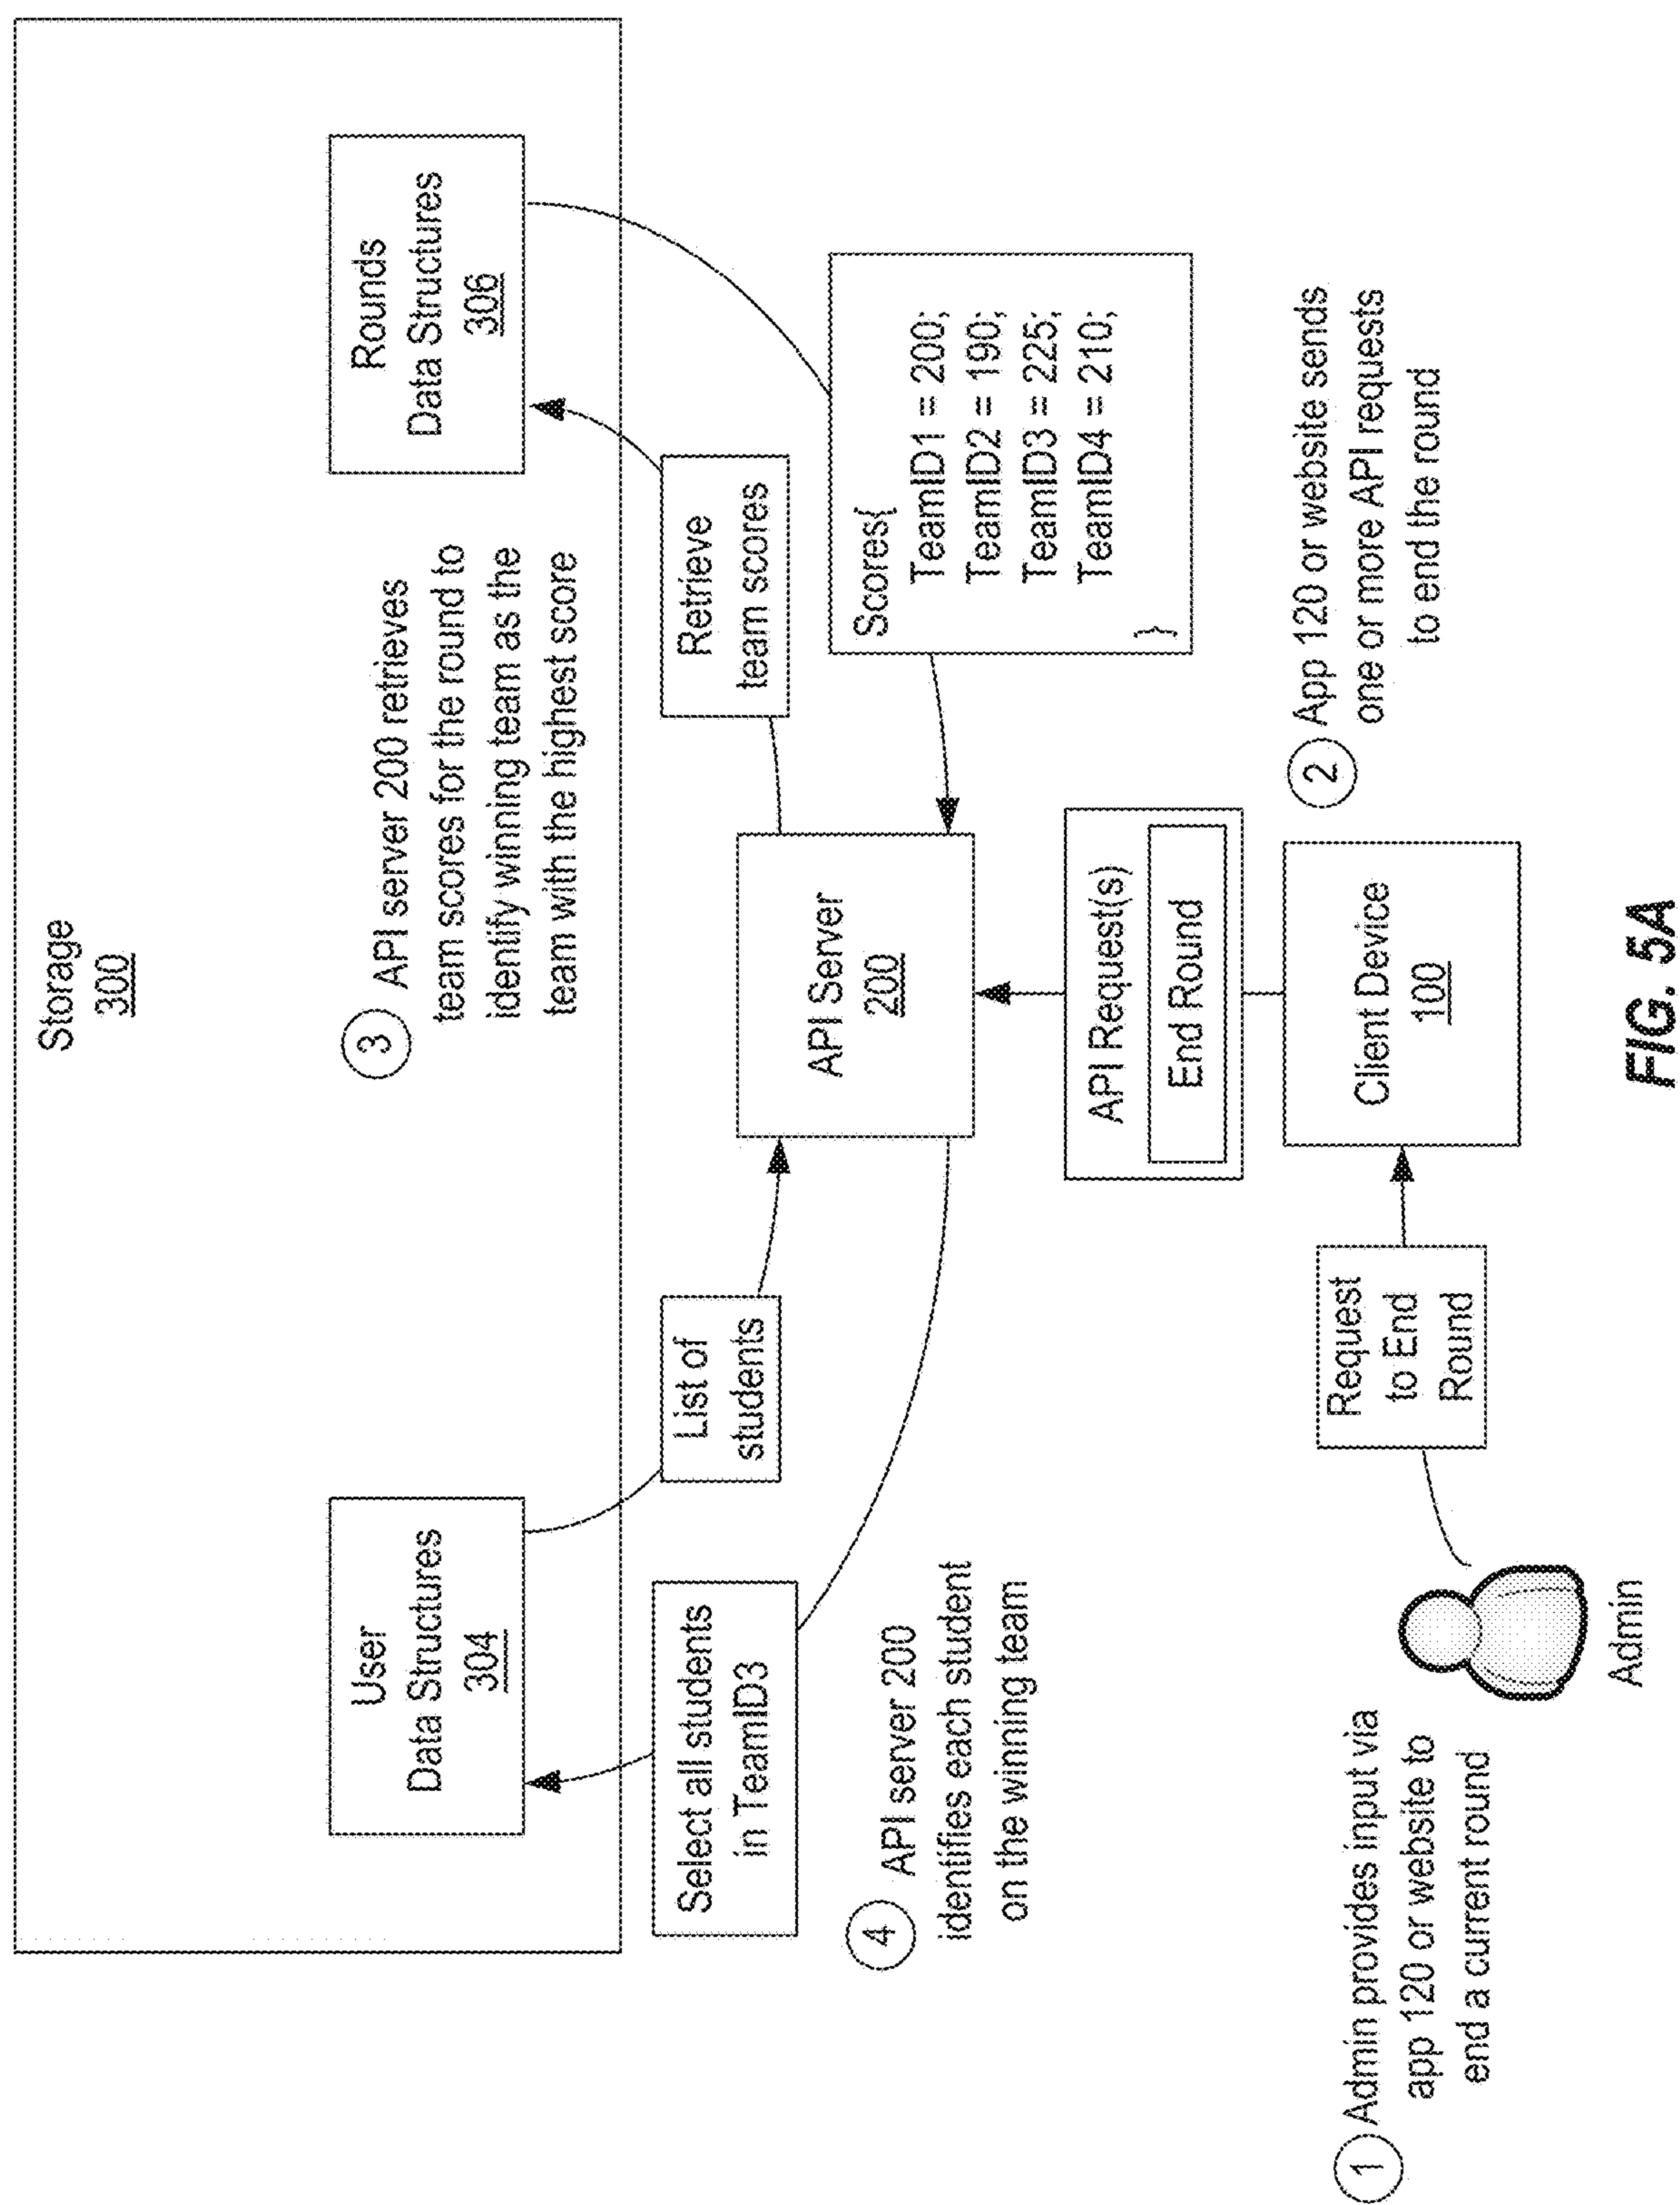 Storage
300
User
Data Structures
304
Rounds
Data Structures
306
3
API server 200 retrieves
team scores for the round to
identify winning team as the
team with the highest score
Select all students
in TeamID3
List of
students
Retrieve
team scores
4
API server 200
identifies each student
on the winning team
API Server
200
Scores{
TeamID1 = 200;
TeamID2 = 190;
TeamID3 = 225;
TeamID4 = 210;
}
API Request(s)
End Round
1
Admin provides input via
app 120 or website to
end a current round
Admin
Request
to End
Round
Client Device
100
2
App 120 or website sends
one or more API requests
to end the round
FIG. 5A